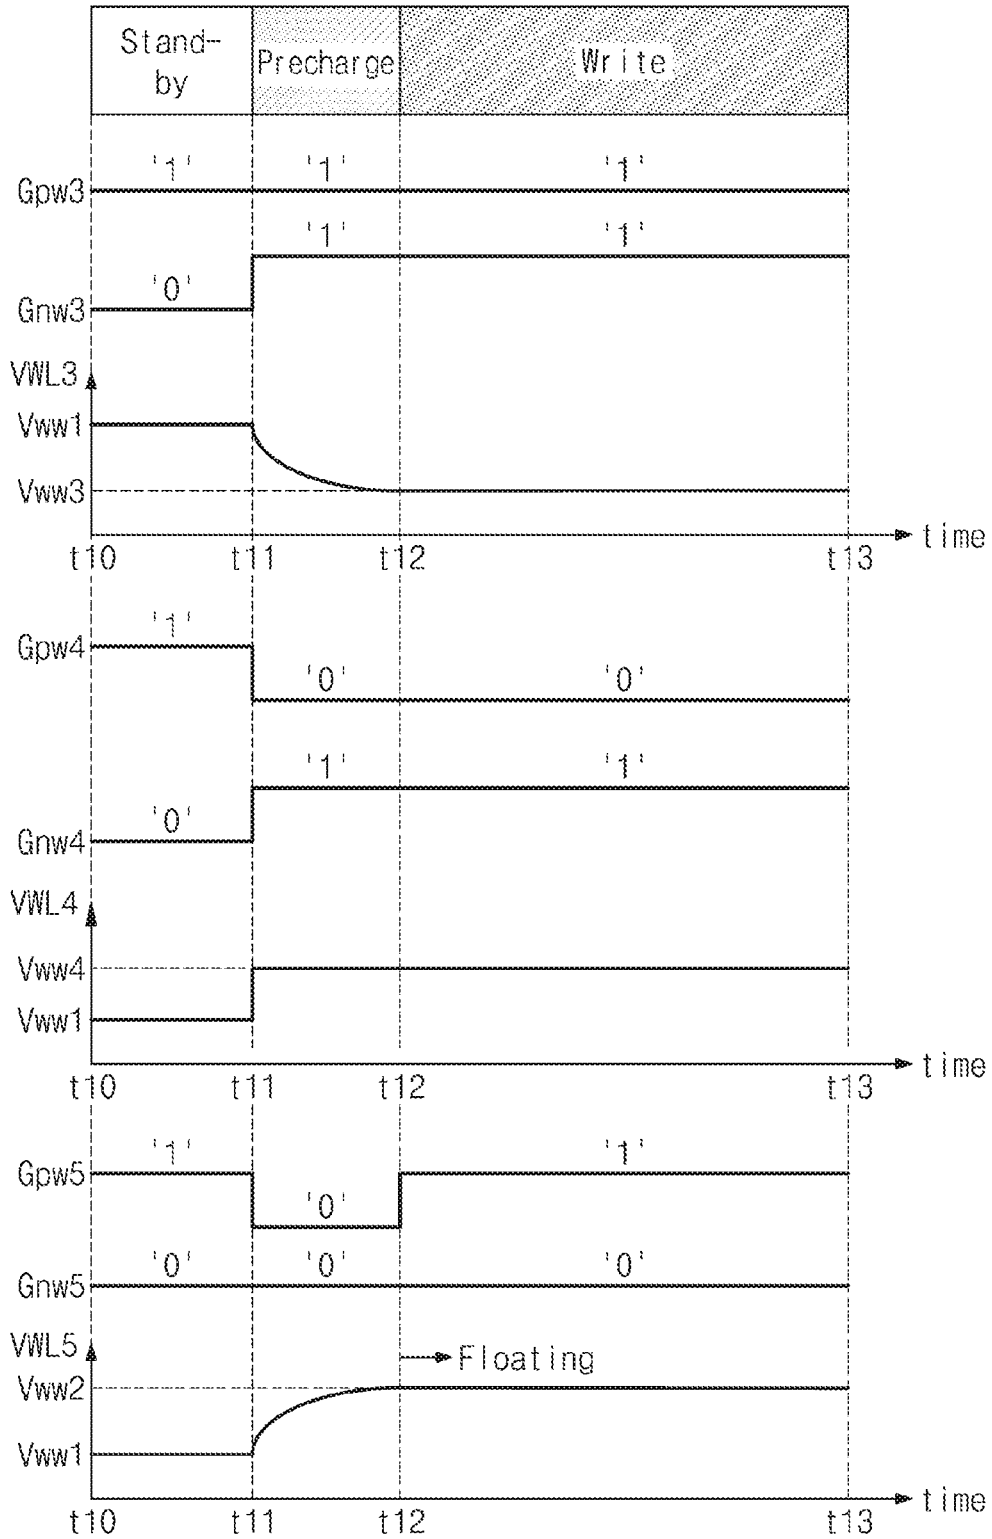 Stand-
by
Precharge
Write
'1' '1' '1'
Gpw3
'1' '1'
'0'
Gnw3
VWL3
Vww1
Vww3
time
t10 t11 t12 t13
'1'
Gpw4
'0' '0'
'1' '1'
'0'
Gnw4
VWL4
Vww4
Vww1
time
t10 t11 t12 t13
'1' '1'
Gpw5
'0'
'0' '0' '0'
Gnw5
VWL5
Floating
Vww2
Vww1
time
t10 t11 t12 t13